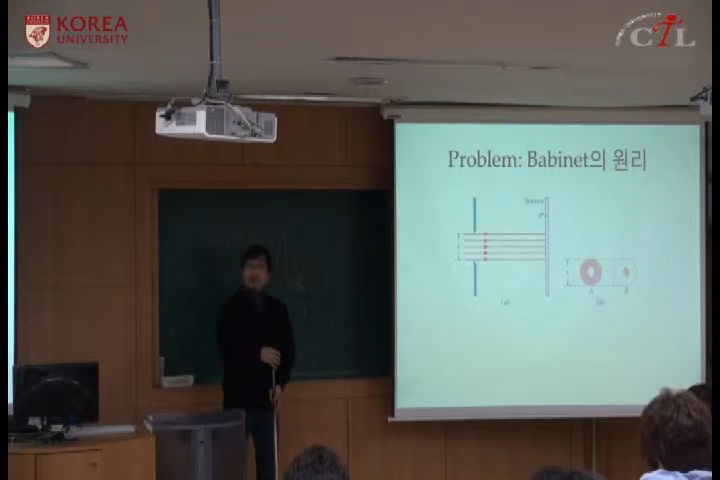 KOREA
UNIVERSITY
CTL
Problem: Babinet의 원리
Screen
P
(a)
A
B
(b)